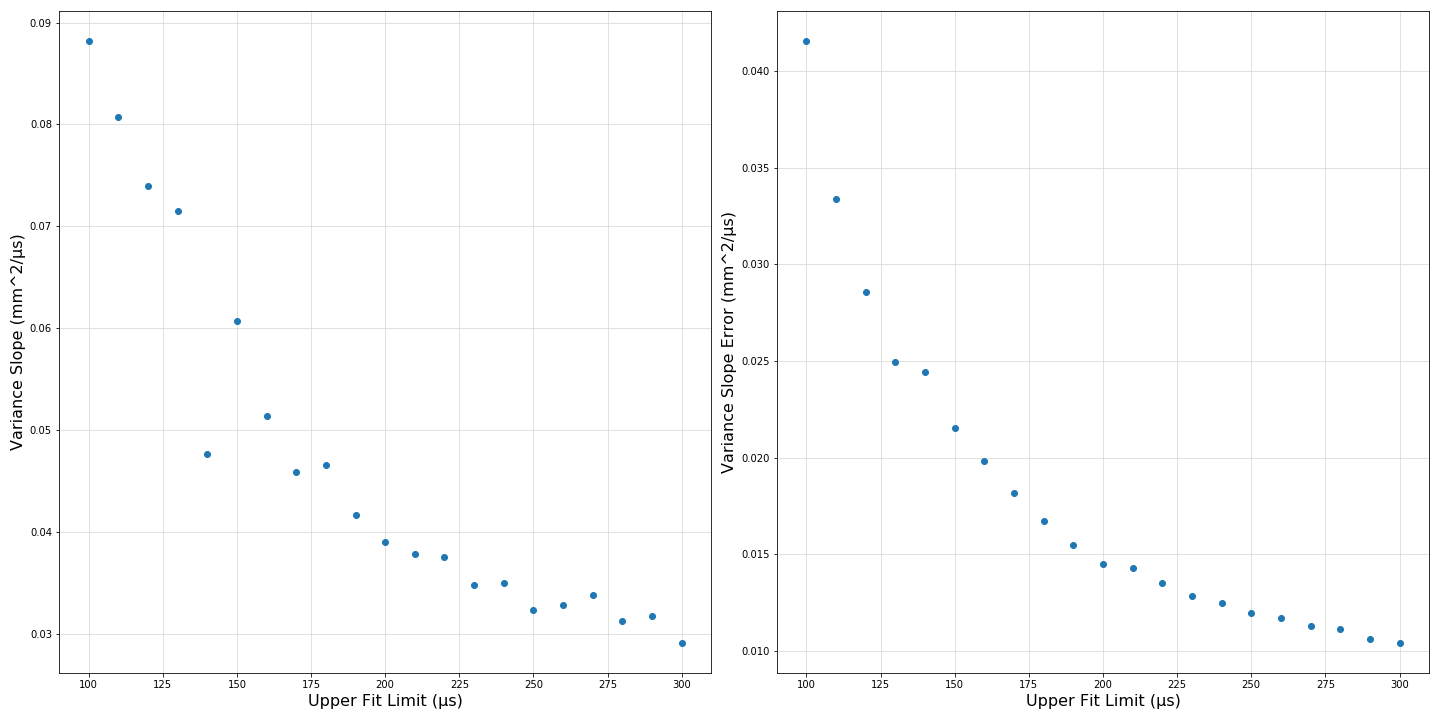 0.09
0.08
0.07
0.06
0.05
0.04
0.03
Variance Slope (mm^2/μs)
100 125 150 175 200 225 250 275 300
Upper Fit Limit (μs)
0.040
0.035
0.030
0.025
0.020
0.015
0.010
Variance Slope Error (mm^2/μs)
100 125 150 175 200 225 250 275 300
Upper Fit Limit (μs)